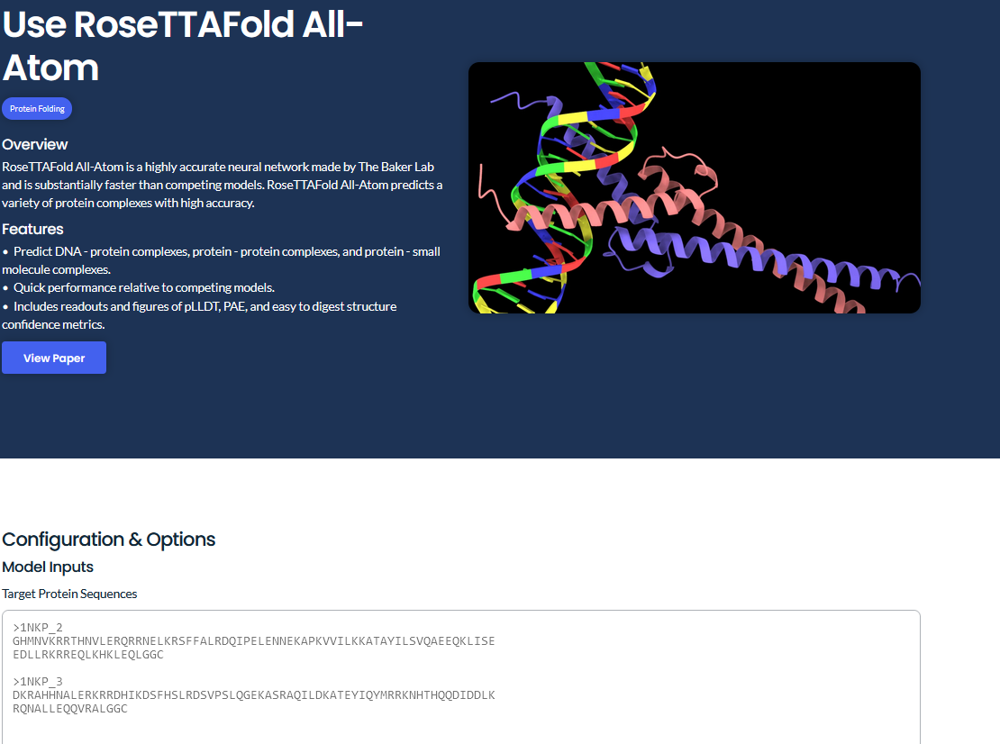 Use RoseTTAFold All-
Atom
Protein Folding
Overview
RoseTTAFold All-Atom is a highly accurate neural network made by The Baker Lab
and is substantially faster than competing models. RoseTTAFold All-Atom predicts a
variety of protein complexes with high accuracy.
Features
• Predict DNA - protein complexes, protein - protein complexes, and protein - small
molecule complexes.
• Quick performance relative to competing models.
• Includes readouts and figures of pLLDT, PAE, and easy to digest structure
confidence metrics.
View Paper
Configuration & Options
Model Inputs
Target Protein Sequences
>1NKP_2
GHMNVKRRTHNVLERQRRNELKRSFFALRDQIPELENNEKAPKVVILKKATAYILSVQAEEQKLISE
EDLLRKRREQLKHKLEQLGGC
>1NKP_3
DKRAHHNALERKRRDHIKDSFHSLRDSVPSLQGEKASRAQILDKATEYIQYMRRKNHTHQQDIDDLK
RQNALLEQQVRALGGC